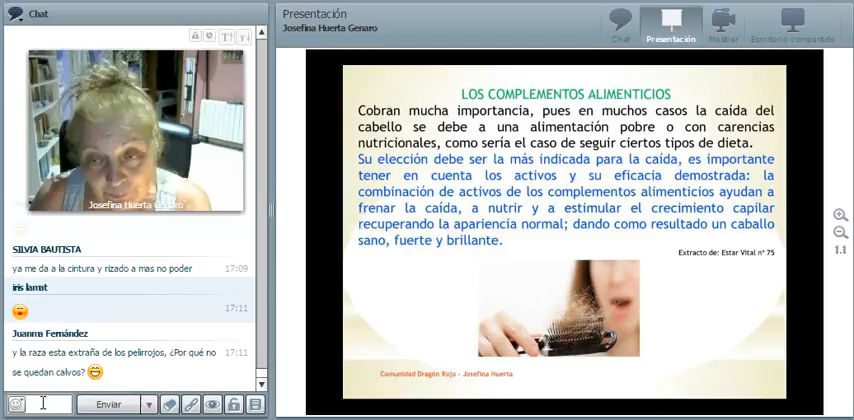 Chat
Josefina Huerta Genaro
SILVIA BAUTISTA
ya me da a la cintura y rizado a mas no poder 17:09
iris lamat
17:11
Juanma Fernández
y la raza esta extraña de los pelirrojos, ¿Por qué no 17:11
se quedan calvos?
Enviar
Presentación
Josefina Huerta Genaro
Chat
Presentación
Mostrar
Escritorio compartido
LOS COMPLEMENTOS ALIMENTICIOS
Cobran mucha importancia, pues en muchos casos la caída del
cabello se debe a una alimentación pobre o con carencias
nutricionales, como sería el caso de seguir ciertos tipos de dieta.
Su elección debe ser la más indicada para la caída, es importante
tener en cuenta los activos y su eficacia demostrada: la
combinación de activos de los complementos alimenticios ayudan a
frenar la caída, a nutrir y a estimular el crecimiento capilar
recuperando la apariencia normal; dando como resultado un caballo
sano, fuerte y brillante.
Extracto de: Estar Vital nº 75
Comunidad Dragón Rojo - Josefina Huerta
1.1